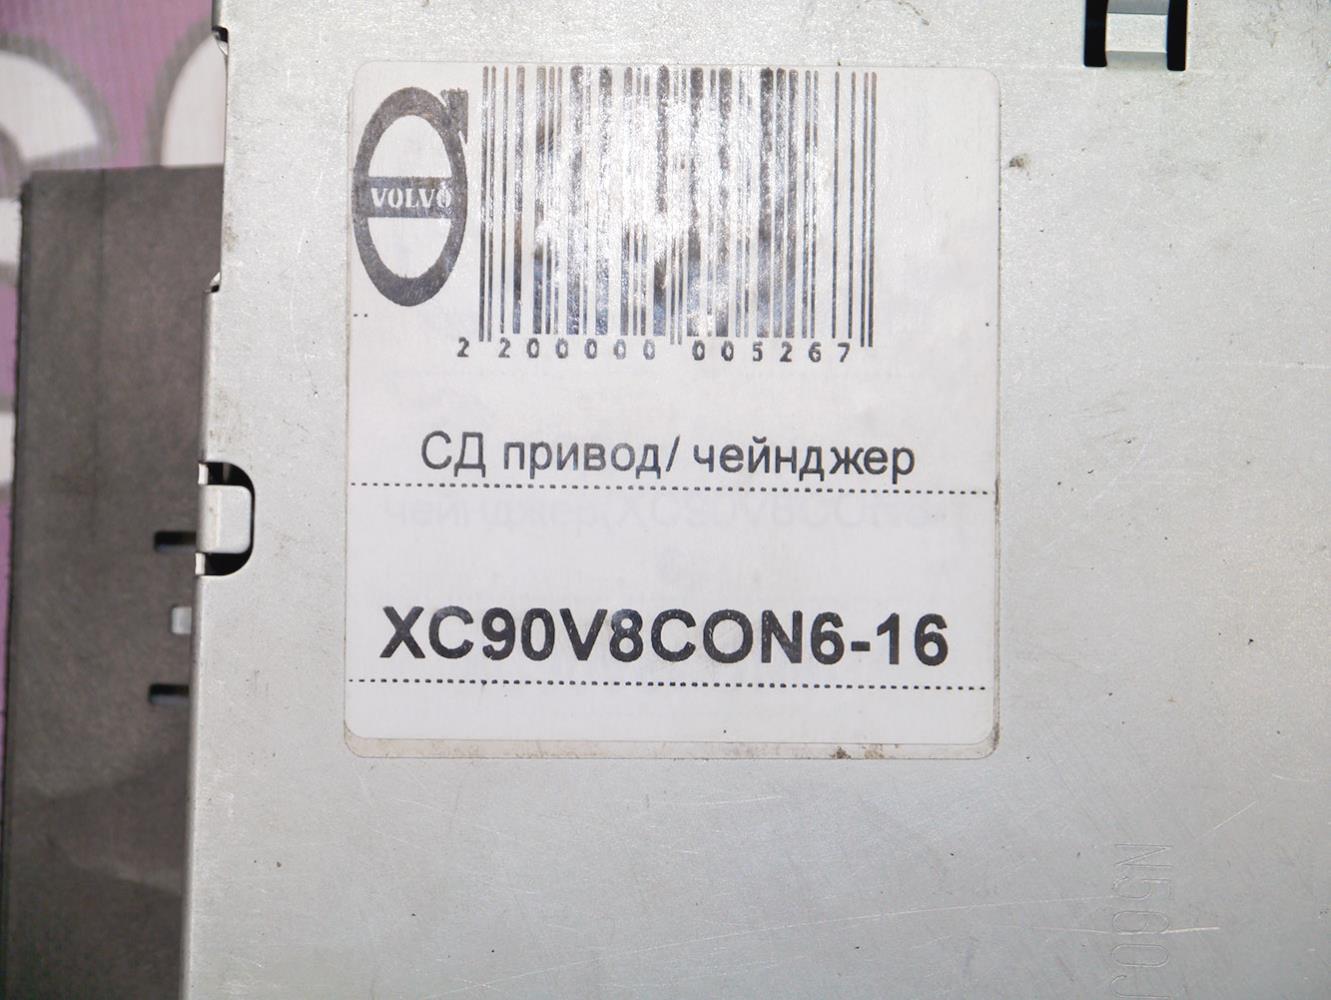 VOLVO
2 200000 005267
СД привод/ чейнджер
XC90V8CON6-16